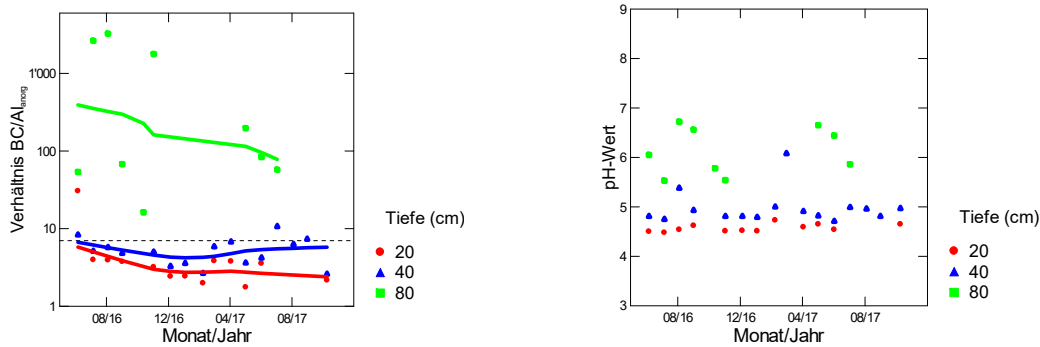 1'000
100
10
1
Verhältnis BC/Al_anorg
08/16 12/16 04/17 08/17
Monat/Jahr
Tiefe (cm)
20
40
80
9
8
7
6
5
4
3
pH-Wert
08/16 12/16 04/17 08/17
Monat/Jahr
Tiefe (cm)
20
40
80